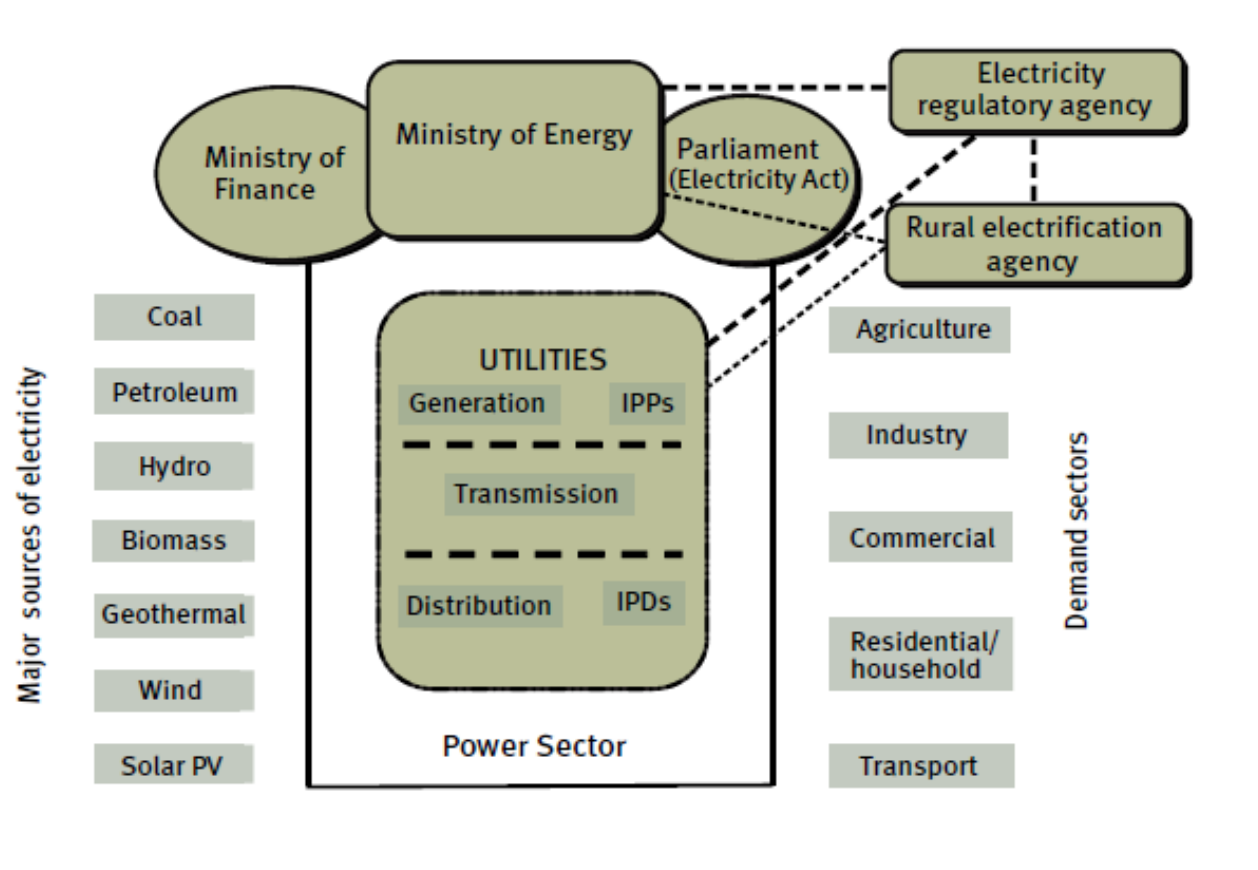 Ministry of
Finance
Ministry of Energy
Parliament
(Electricity Act)
Electricity
regulatory agency
Rural electrification
agency
Major sources of electricity
Coal
Petroleum
Hydro
Biomass
Geothermal
Wind
Solar PV
UTILITIES
Generation
IPPs
Transmission
Distribution
IPDs
Power Sector
Agriculture
Industry
Commercial
Residential/
household
Transport
Demand sectors